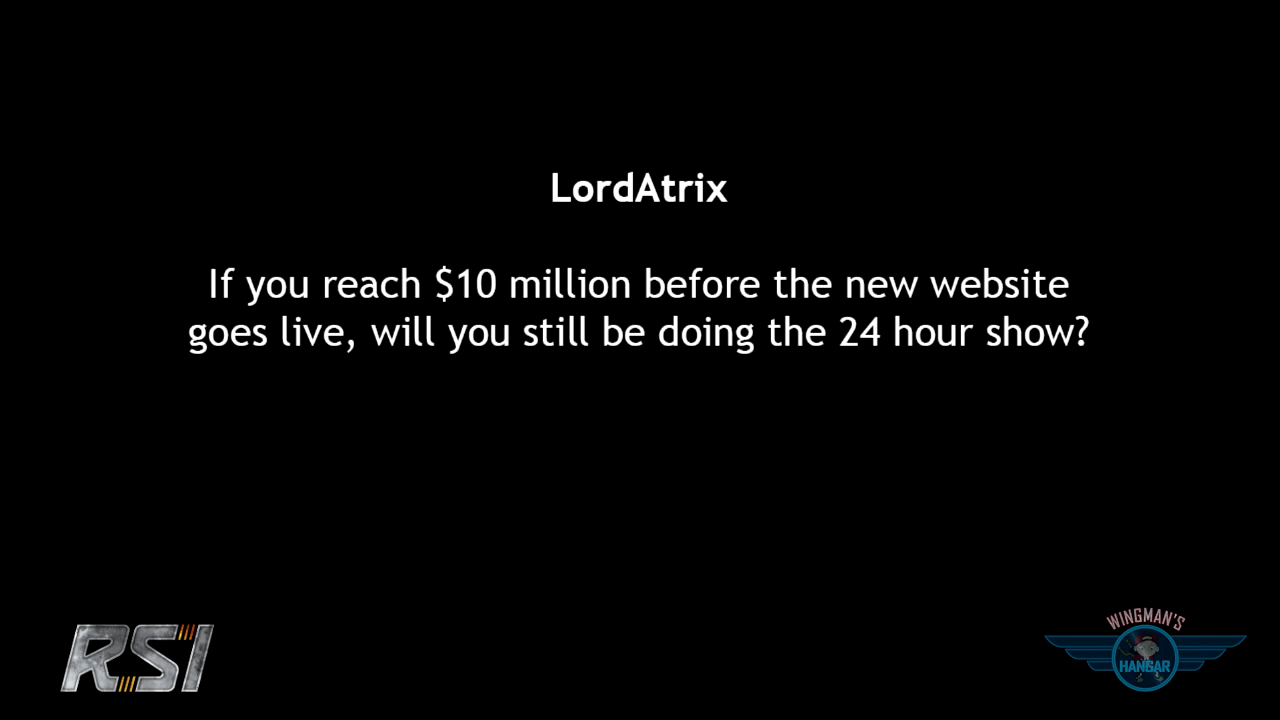 LordAtrix
If you reach $10 million before the new website
goes live, will you still be doing the 24 hour show?
RSI
WINGMAN'S
HANGAR